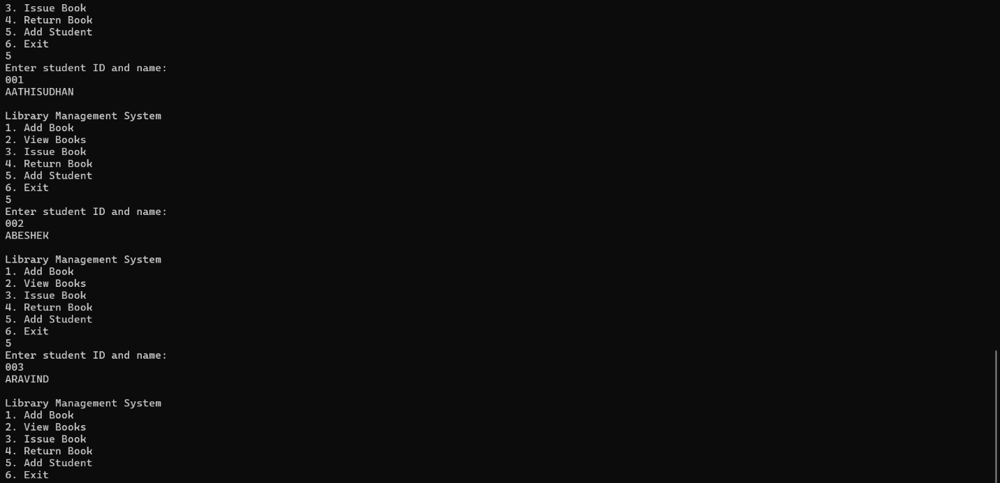 3. Issue Book
4. Return Book
5. Add Student
6. Exit
5
Enter student ID and name:
001
AATHISUDHAN
Library Management System
1. Add Book
2. View Books
3. Issue Book
4. Return Book
5. Add Student
6. Exit
5
Enter student ID and name:
002
ABESHEK
Library Management System
1. Add Book
2. View Books
3. Issue Book
4. Return Book
5. Add Student
6. Exit
5
Enter student ID and name:
003
ARAVIND
Library Management System
1. Add Book
2. View Books
3. Issue Book
4. Return Book
5. Add Student
6. Exit